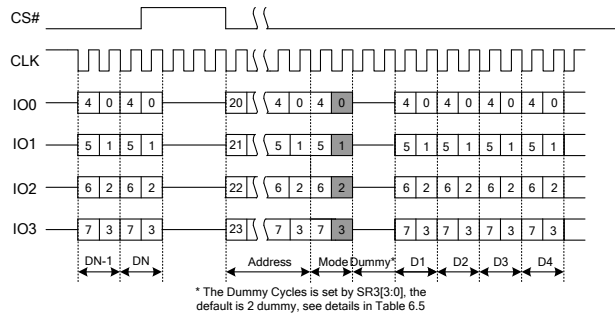 CS#
CLK
IO0 4 0 4 0 20 4 0 4 0 4 0 4 0 4 0 4 0
IO1 5 1 5 1 21 5 1 5 1 5 1 5 1 5 1 5 1
IO2 6 2 6 2 22 6 2 6 2 6 2 6 2 6 2 6 2
IO3 7 3 7 3 23 7 3 7 3 7 3 7 3 7 3 7 3
DN-1 DN Address Mode Dummy* D1 D2 D3 D4
* The Dummy Cycles is set by SR3[3:0], the
default is 2 dummy, see details in Table 6.5